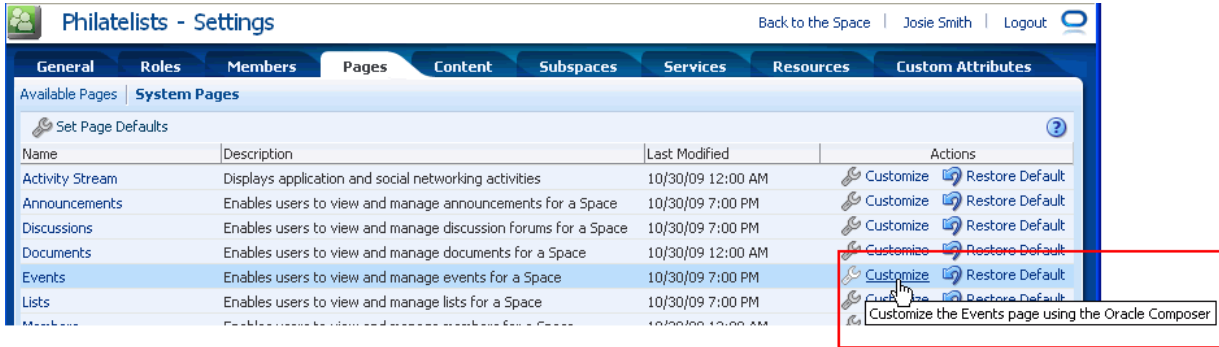 Philatelists - Settings Back to the Space | Josie Smith | Logout
General Roles Members Pages Content Subspaces Services Resources Custom Attributes
Available Pages | System Pages
Set Page Defaults
Name Description Last Modified Actions
Activity Stream Displays application and social networking activities 10/30/09 12:00 AM Customize Restore Default
Announcements Enables users to view and manage announcements for a Space 10/30/09 7:00 PM Customize Restore Default
Discussions Enables users to view and manage discussion forums for a Space 10/30/09 7:00 PM Customize Restore Default
Documents Enables users to view and manage documents for a Space 10/30/09 12:00 AM Customize Restore Default
Events Enables users to view and manage events for a Space 10/30/09 7:00 PM Customize Restore Default
Lists Enables users to view and manage lists for a Space 10/30/09 7:00 PM Restore Default
Customize the Events page using the Oracle Composer